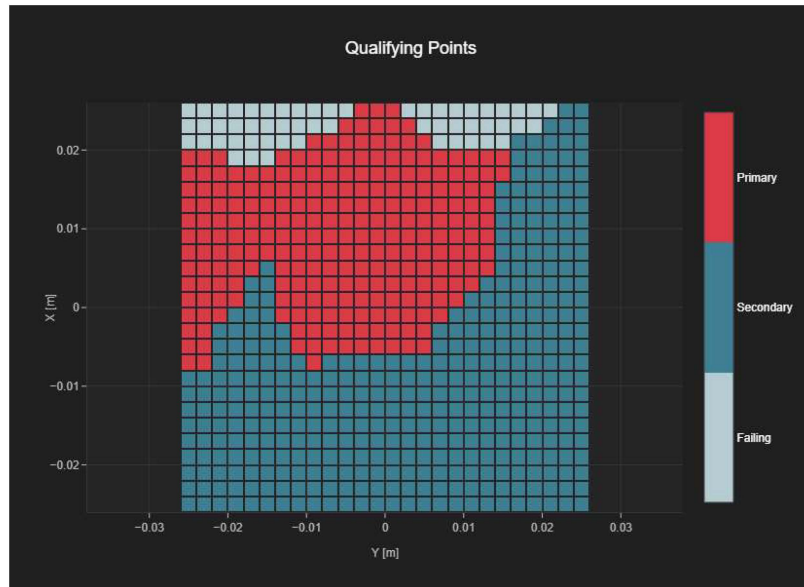 Qualifying Points
0.02
0.01
0
−0.01
−0.02
X [m]
−0.03
−0.02
−0.01
0
0.01
0.02
0.03
Y [m]
Primary
Secondary
Failing